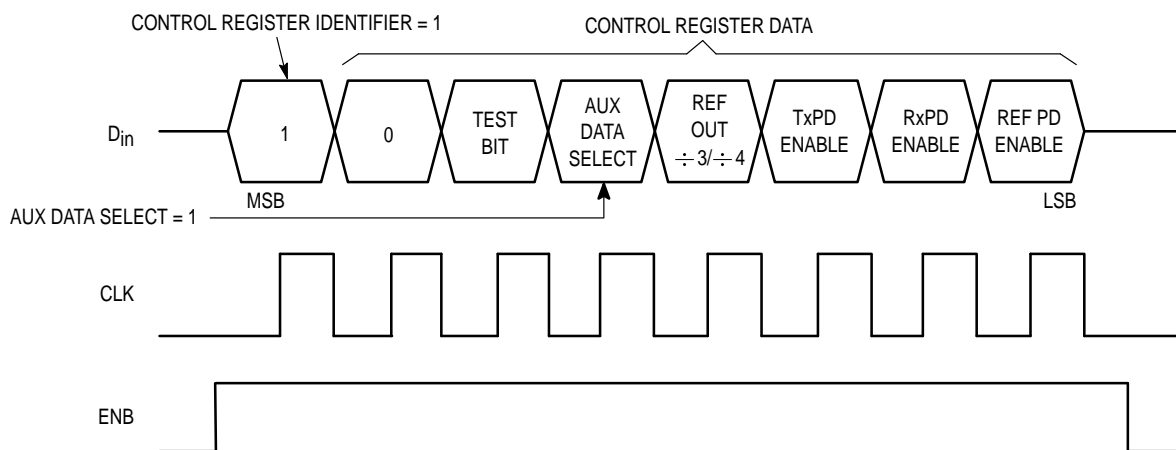 CONTROL REGISTER IDENTIFIER = 1
CONTROL REGISTER DATA
Din
1
0
TEST
BIT
AUX
DATA
SELECT
REF
OUT
÷3/÷4
TxPD
ENABLE
RxPD
ENABLE
REF PD
ENABLE
MSB
LSB
AUX DATA SELECT = 1
CLK
ENB